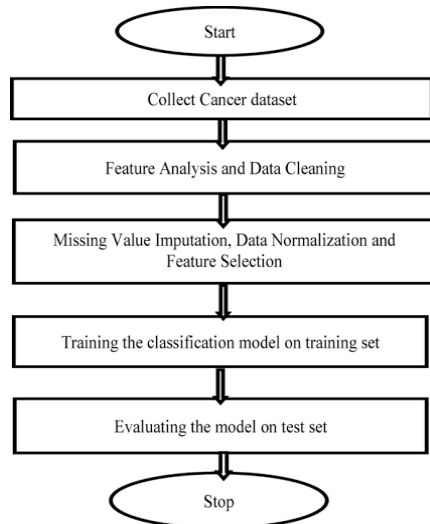 Start
Collect Cancer dataset
Feature Analysis and Data Cleaning
Missing Value Imputation, Data Normalization and
Feature Selection
Training the classification model on training set
Evaluating the model on test set
Stop